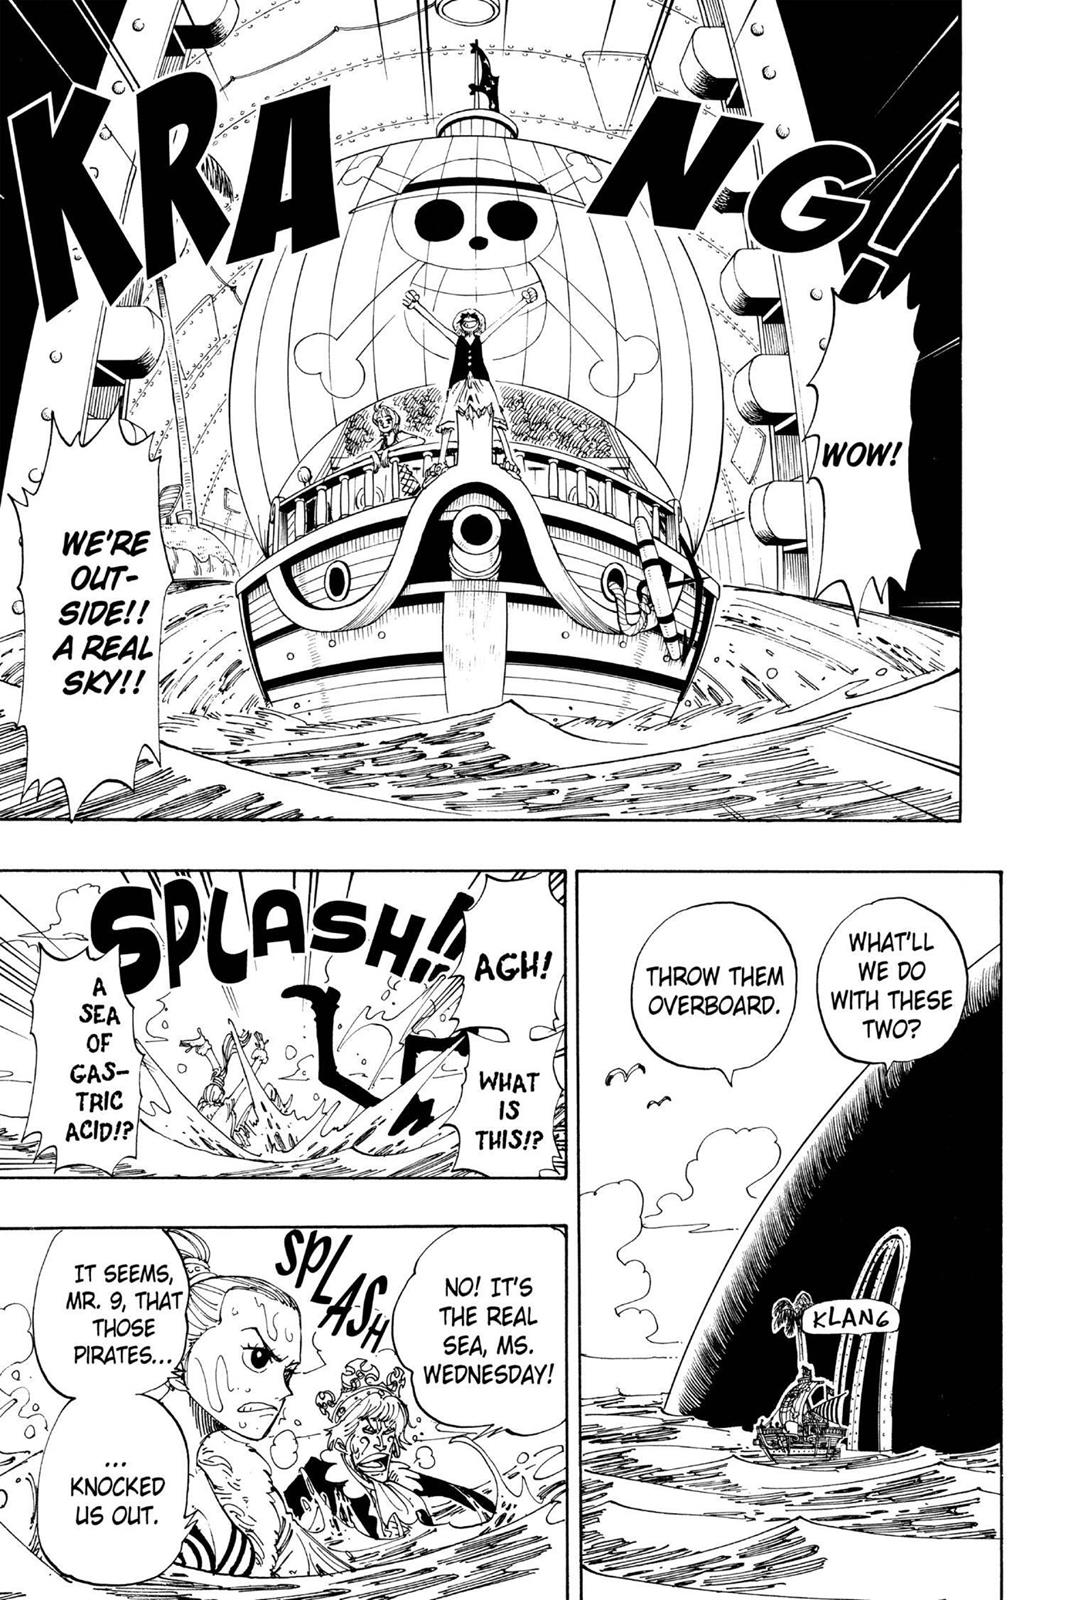 KRANG!!
WOW!
WE'RE
OUT-
SIDE!!
A REAL
SKY!!
WHAT'LL
WE DO
WITH THESE
TWO?
THROW THEM
OVERBOARD.
KLANG
SPLASH!!
AGH!
WHAT
IS
THIS!?
A
SEA
OF
GAS-
TRIC
ACID!?
SPLASH
NO! IT'S
THE REAL
SEA, MS.
WEDNESDAY!
IT SEEMS,
MR. 9, THAT
THOSE
PIRATES...
...
KNOCKED
US OUT.